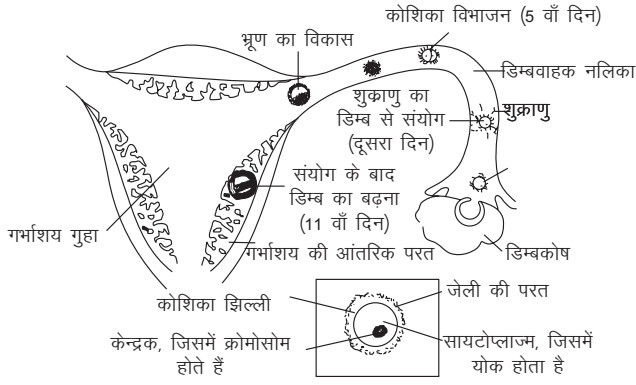 कोशिका विभाजन (5 वाँ दिन)
भ्रूण का विकास
डिम्बवाहक नलिका
शुक्राणु का
डिम्ब से संयोग
(दूसरा दिन)
शुक्राणु
संयोग के बाद
डिम्ब का बढ़ना
(11 वाँ दिन)
गर्भाशय गुहा
गर्भाशय की आंतरिक परत
डिम्बकोष
कोशिका झिल्ली
जेली की परत
केन्द्रक, जिसमें क्रोमोसोम
होते हैं
सायटोप्लाज्म, जिसमें
योक होता है